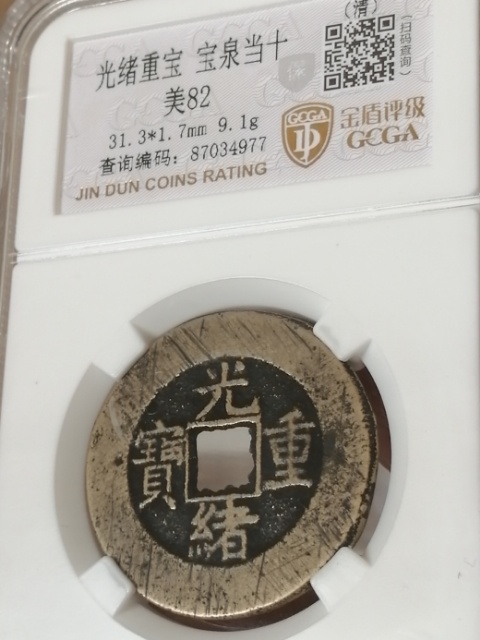 (清)
光绪重宝 宝泉当十
美82
31.3*1.7mm 9.1g
查询编码：87034977
JIN DUN COINS RATING
扫码查询
保
GCGA
金盾评级
GCGA
光
重
寶
緒